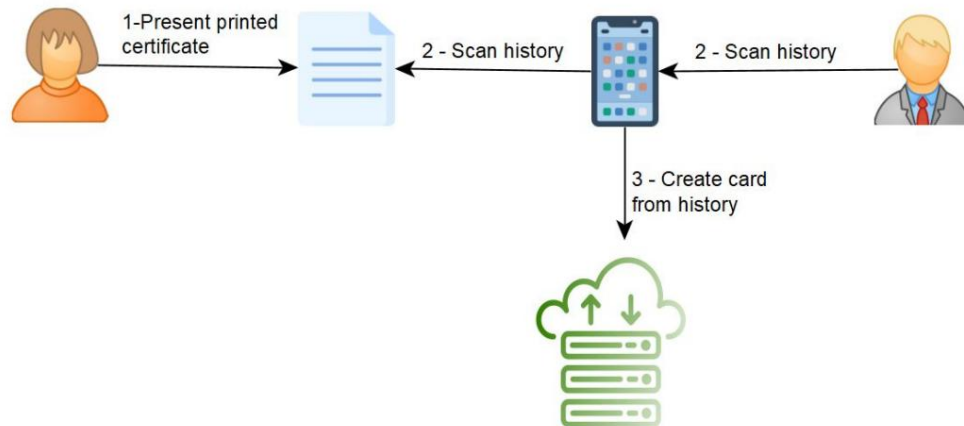 1-Present printed
certificate
2 - Scan history
2 - Scan history
3 - Create card
from history